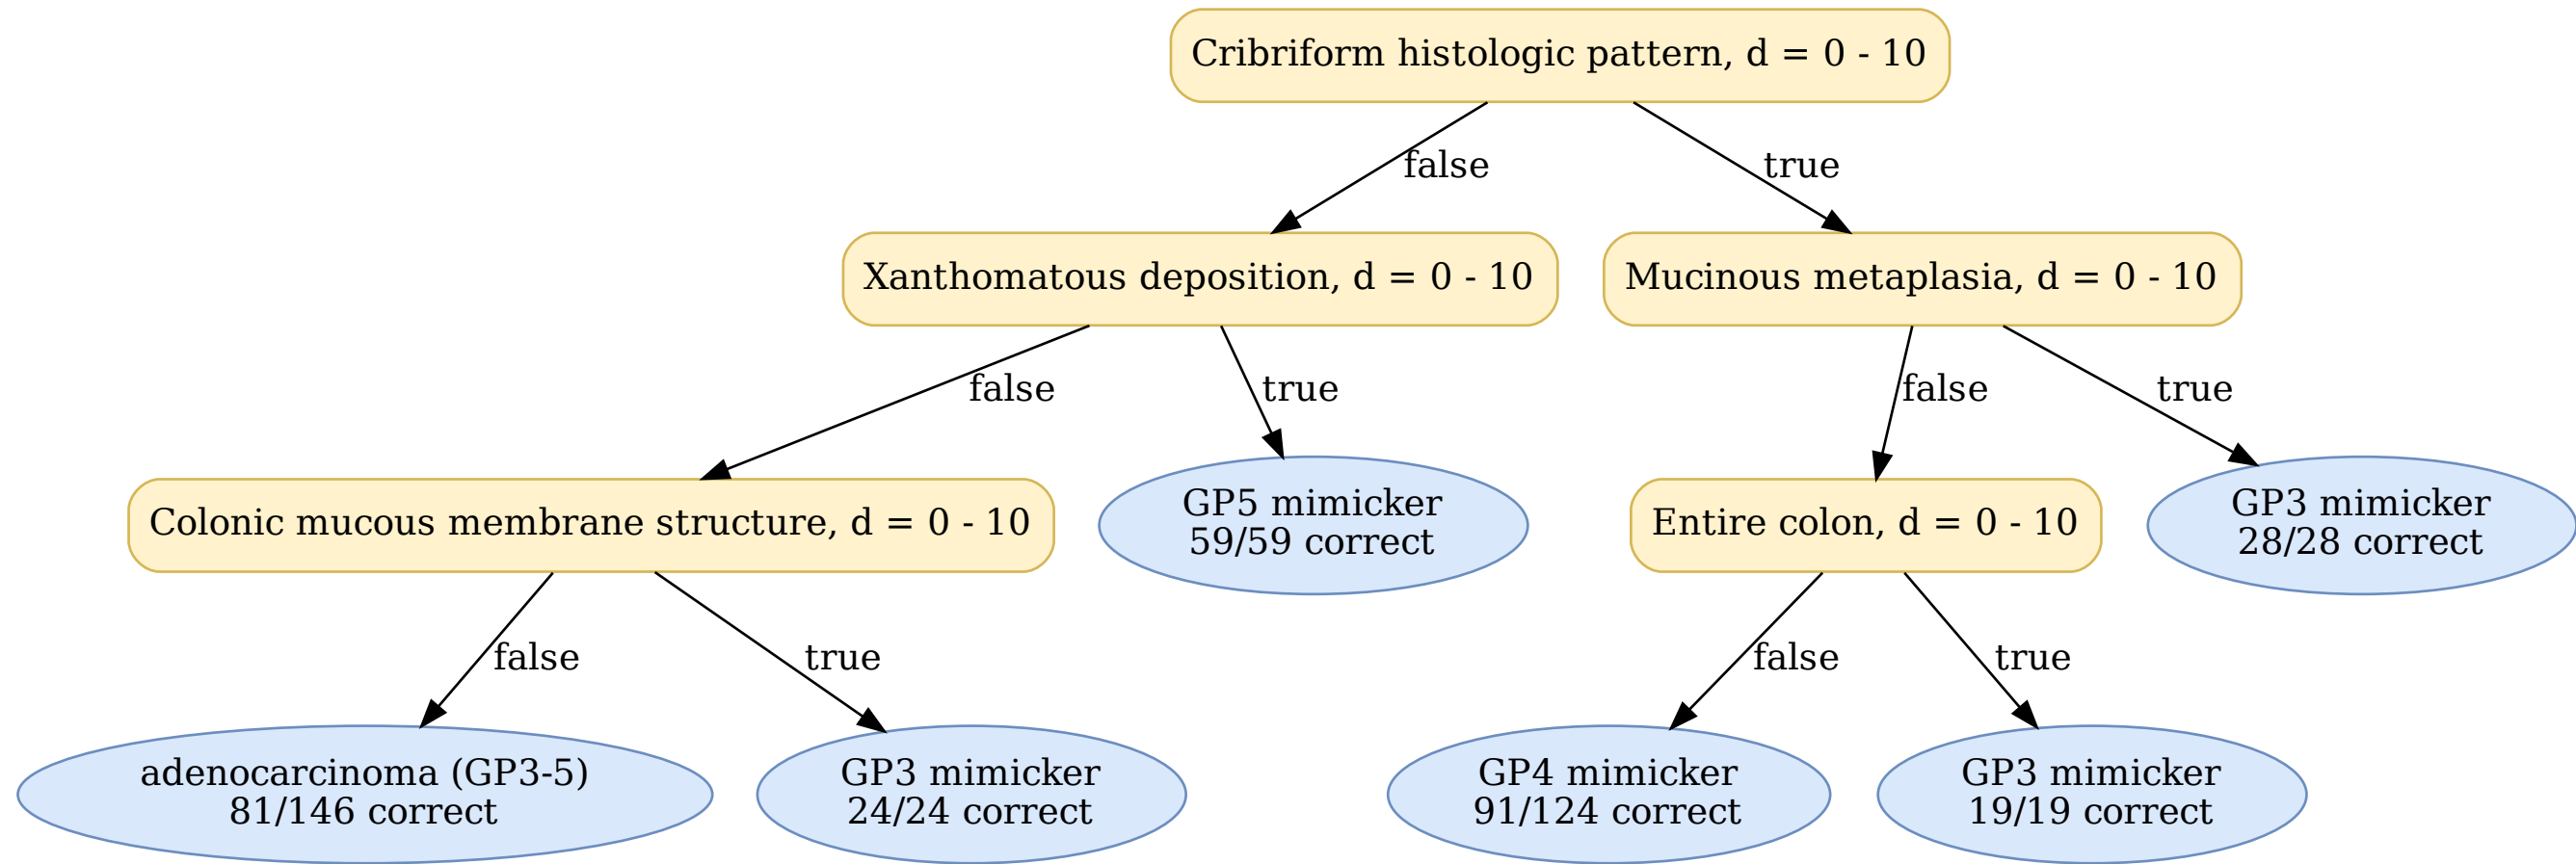 Cribriform histologic pattern, d = 0 - 10
false
true
Xanthomatous deposition, d = 0 - 10
Mucinous metaplasia, d = 0 - 10
false
true
false
true
Colonic mucous membrane structure, d = 0 - 10
GP5 mimicker
59/59 correct
Entire colon, d = 0 - 10
GP3 mimicker
28/28 correct
false
true
false
true
adenocarcinoma (GP3-5)
81/146 correct
GP3 mimicker
24/24 correct
GP4 mimicker
91/124 correct
GP3 mimicker
19/19 correct